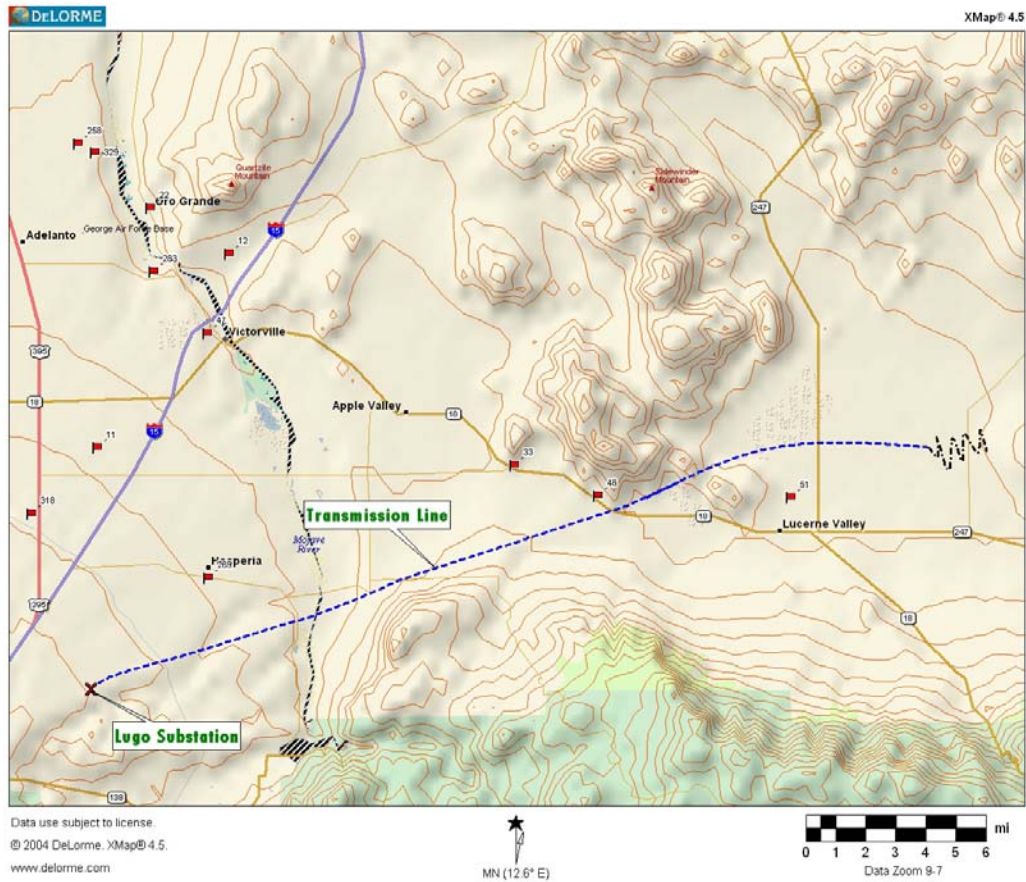 DELORME
XMap® 4.5
258
329
Quartzite
Mountain
22
Oro Grande
Sidewinder
Mountain
247
Adelanto
George Air Force Base
15
12
263
Victorville
395
18
Apple Valley
18
15
11
33
48
51
318
Transmission Line
18
Lucerne Valley
247
Mojave
River
Hesperia
395
18
Lugo Substation
138
Data use subject to license.
© 2004 DeLorme. XMap® 4.5.
www.delorme.com
MN (12.6° E)
mi
0 1 2 3 4 5 6
Data Zoom 9-7